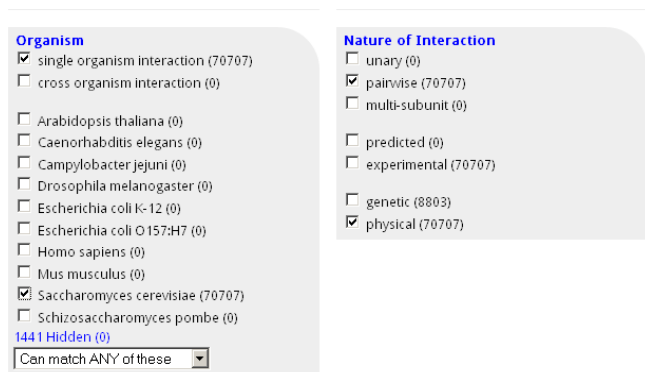 Organism
single organism interaction (70707)
cross organism interaction (0)
Arabidopsis thaliana (0)
Caenorhabditis elegans (0)
Campylobacter jejuni (0)
Drosophila melanogaster (0)
Escherichia coli K-12 (0)
Escherichia coli O157:H7 (0)
Homo sapiens (0)
Mus musculus (0)
Saccharomyces cerevisiae (70707)
Schizosaccharomyces pombe (0)
1441 Hidden (0)
Can match ANY of these
Nature of Interaction
unary (0)
pairwise (70707)
multi-subunit (0)
predicted (0)
experimental (70707)
genetic (8803)
physical (70707)